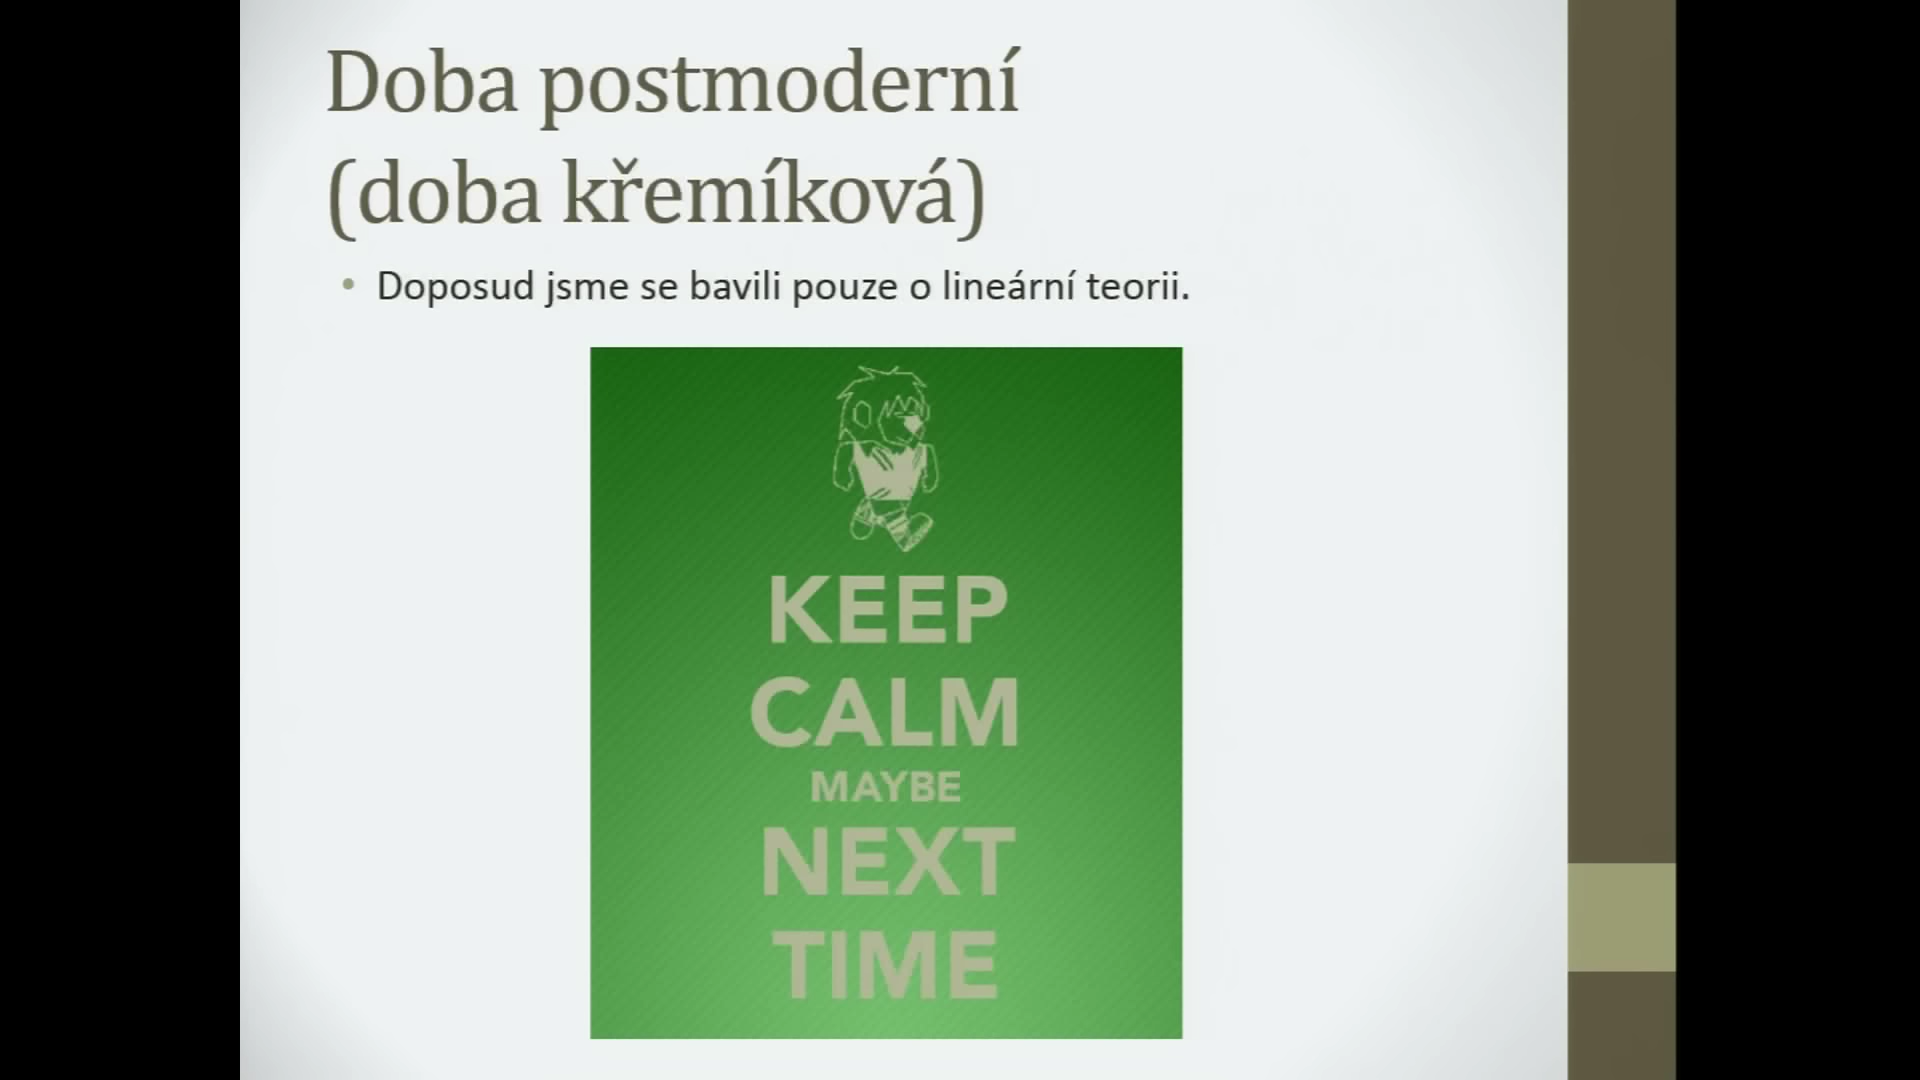 Doba postmoderní
(doba křemíková)
• Doposud jsme se bavili pouze o lineární teorii.
KEEP
CALM
MAYBE
NEXT
TIME